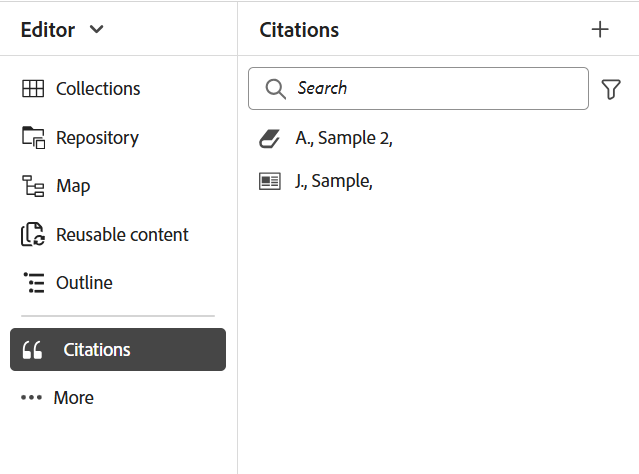 Editor
Collections
Repository
Map
Reusable content
Outline
Citations
More
Citations
Search
A., Sample 2,
J., Sample,